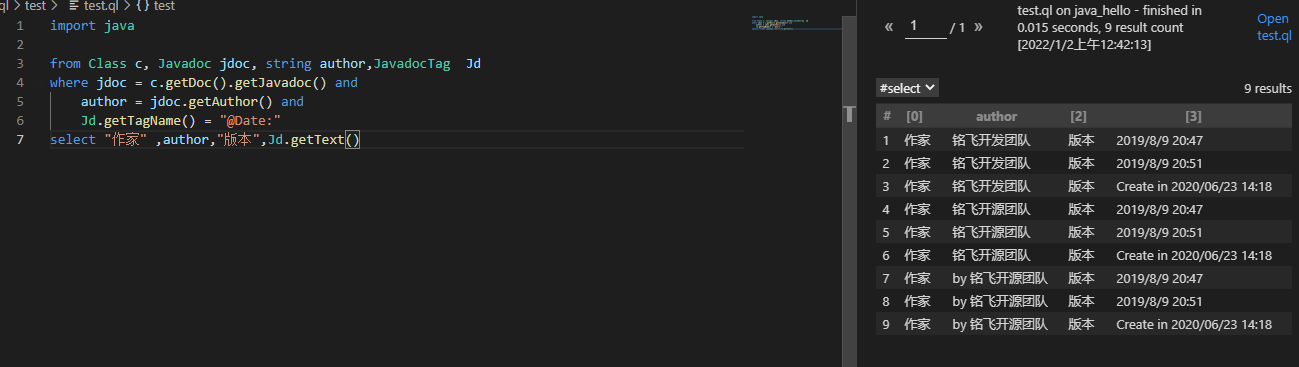 ql > test > test.ql > {} test
1 import java
2
3 from Class c, Javadoc jdoc, string author,JavadocTag  Jd
4 where jdoc = c.getDoc().getJavadoc() and
5     author = jdoc.getAuthor() and
6     Jd.getTagName() = "@Date:"
7 select "作家" ,author,"版本",Jd.getText()
« 1 / 1 »
test.ql on java_hello - finished in
0.015 seconds, 9 result count
[2022/1/2上午12:42:13]
Open
test.ql
#select 9 results
# [0] author [2] [3]
1 作家 铭飞开发团队 版本 2019/8/9 20:47
2 作家 铭飞开发团队 版本 2019/8/9 20:51
3 作家 铭飞开发团队 版本 Create in 2020/06/23 14:18
4 作家 铭飞开源团队 版本 2019/8/9 20:47
5 作家 铭飞开源团队 版本 2019/8/9 20:51
6 作家 铭飞开源团队 版本 Create in 2020/06/23 14:18
7 作家 by 铭飞开源团队 版本 2019/8/9 20:47
8 作家 by 铭飞开源团队 版本 2019/8/9 20:51
9 作家 by 铭飞开源团队 版本 Create in 2020/06/23 14:18